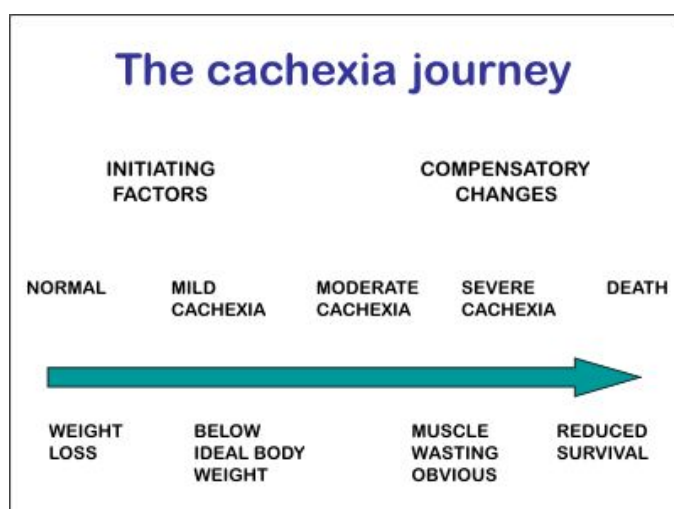 The cachexia journey
INITIATING
FACTORS
COMPENSATORY
CHANGES
NORMAL
MILD
CACHEXIA
MODERATE
CACHEXIA
SEVERE
CACHEXIA
DEATH
WEIGHT
LOSS
BELOW
IDEAL BODY
WEIGHT
MUSCLE
WASTING
OBVIOUS
REDUCED
SURVIVAL